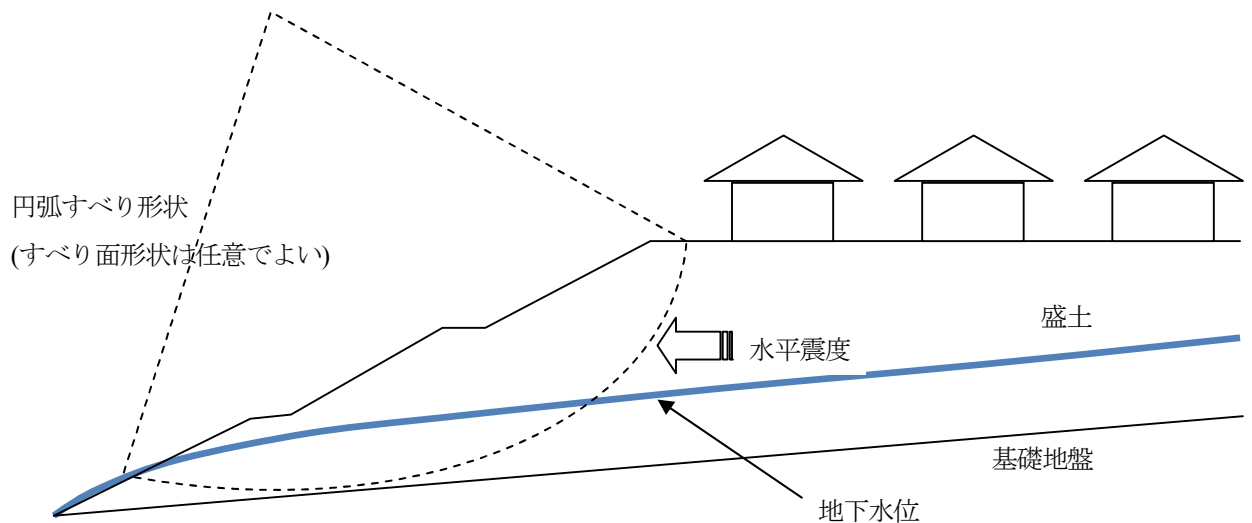 円弧すべり形状
(すべり面形状は任意でよい)
盛土
水平震度
基礎地盤
地下水位